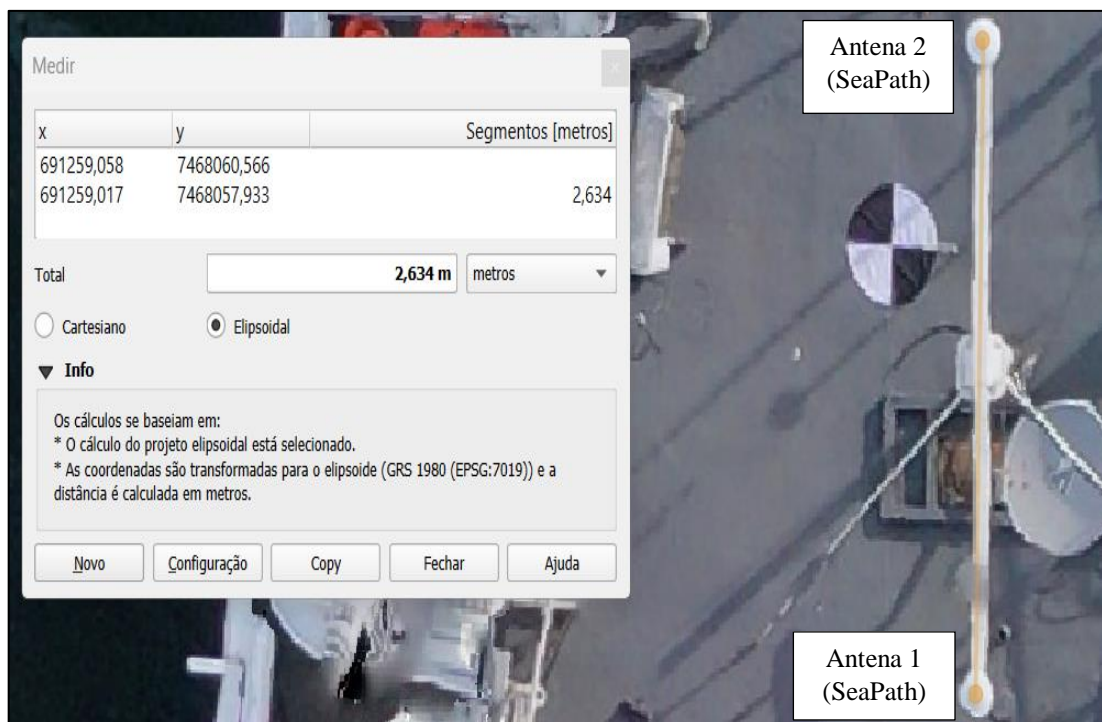 Medir
x y Segmentos [metros]
691259,058 7468060,566
691259,017 7468057,933 2,634
Total 2,634 m metros
Cartesiano Elipsoidal
Info
Os cálculos se baseiam em:
* O cálculo do projeto elipsoidal está selecionado.
* As coordenadas são transformadas para o elipsoide (GRS 1980 (EPSG:7019)) e a
distância é calculada em metros.
Novo Configuração Copy Fechar Ajuda
Antena 2
(SeaPath)
Antena 1
(SeaPath)